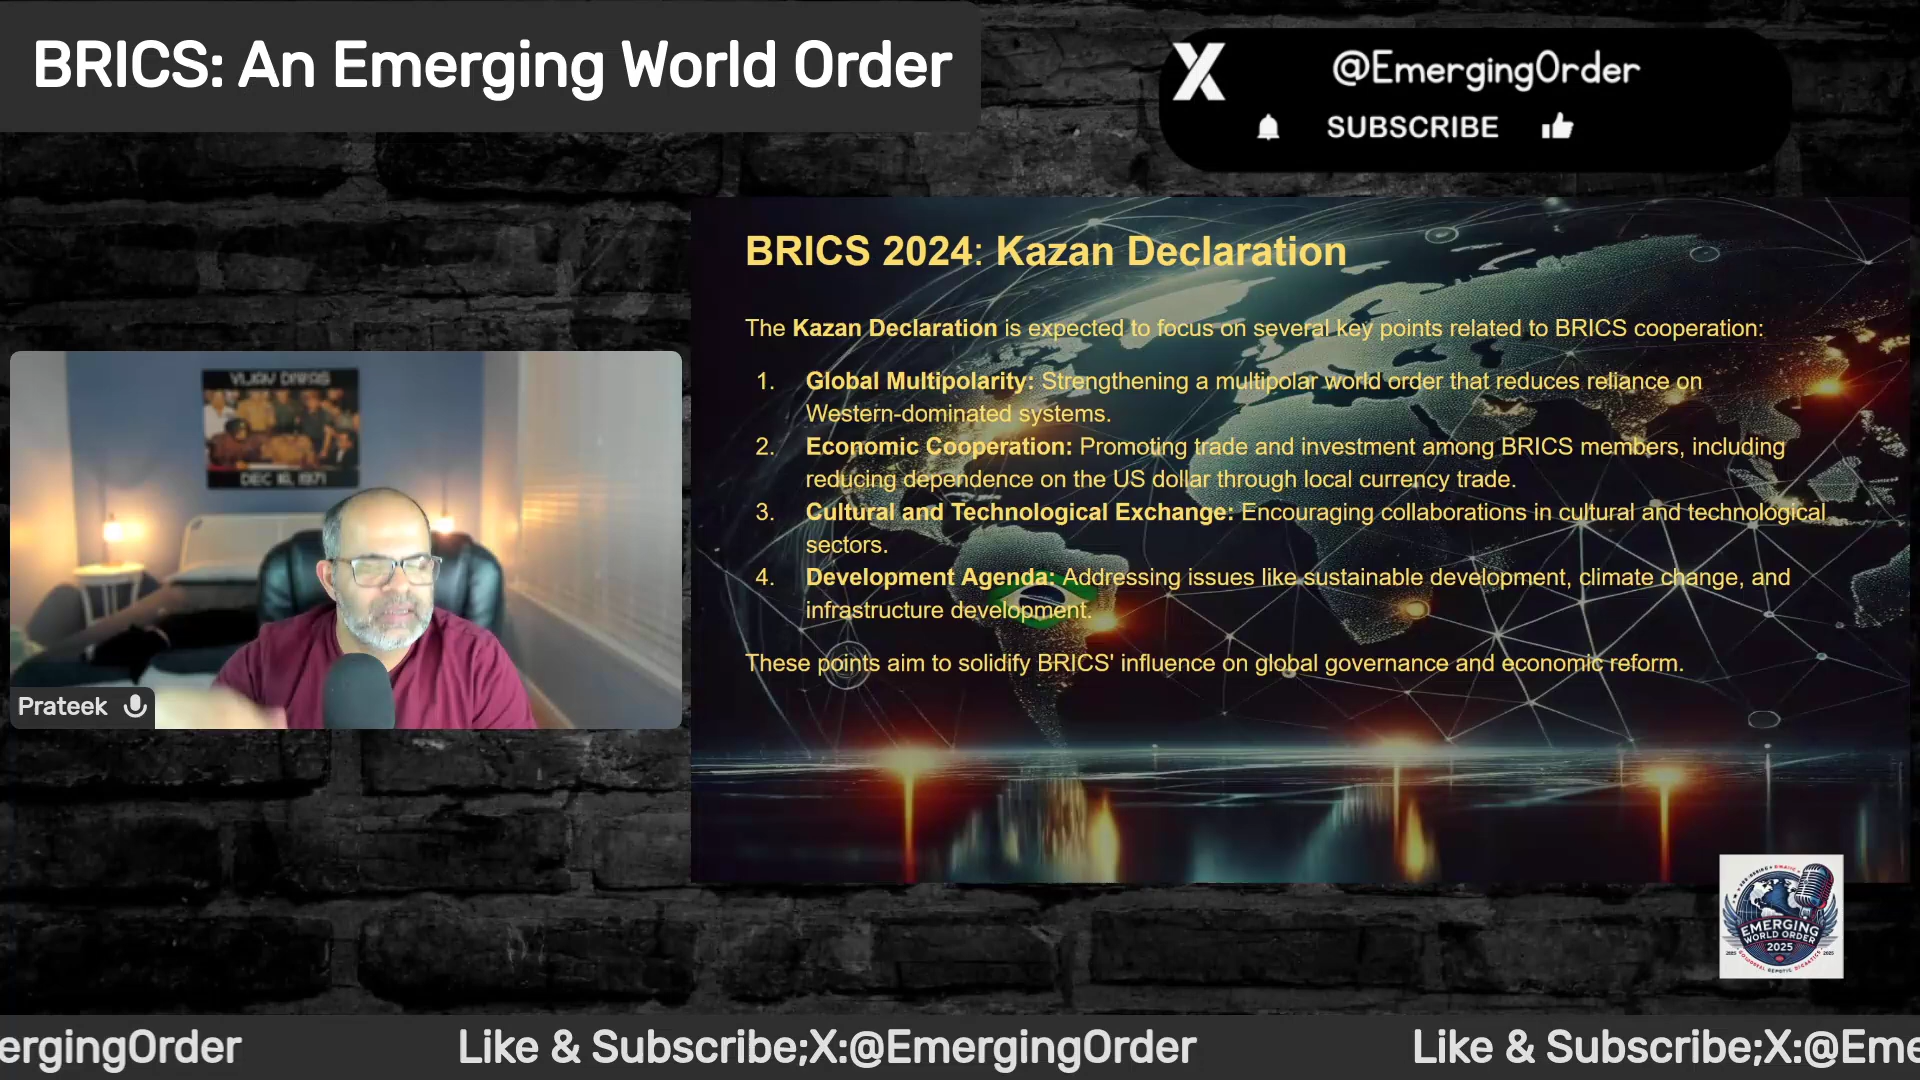 BRICS: An Emerging World Order
X @EmergingOrder
SUBSCRIBE
BRICS 2024: Kazan Declaration
The Kazan Declaration is expected to focus on several key points related to BRICS cooperation:
1. Global Multipolarity: Strengthening a multipolar world order that reduces reliance on
Western-dominated systems.
2. Economic Cooperation: Promoting trade and investment among BRICS members, including
reducing dependence on the US dollar through local currency trade.
3. Cultural and Technological Exchange: Encouraging collaborations in cultural and technological
sectors.
4. Development Agenda: Addressing issues like sustainable development, climate change, and
infrastructure development.
These points aim to solidify BRICS' influence on global governance and economic reform.
VIJAY DIWAS
DEC 16, 1971
Prateek
EMERGING
WORLD ORDER
2025
ergingOrder Like & Subscribe;X:@EmergingOrder Like & Subscribe;X:@Eme